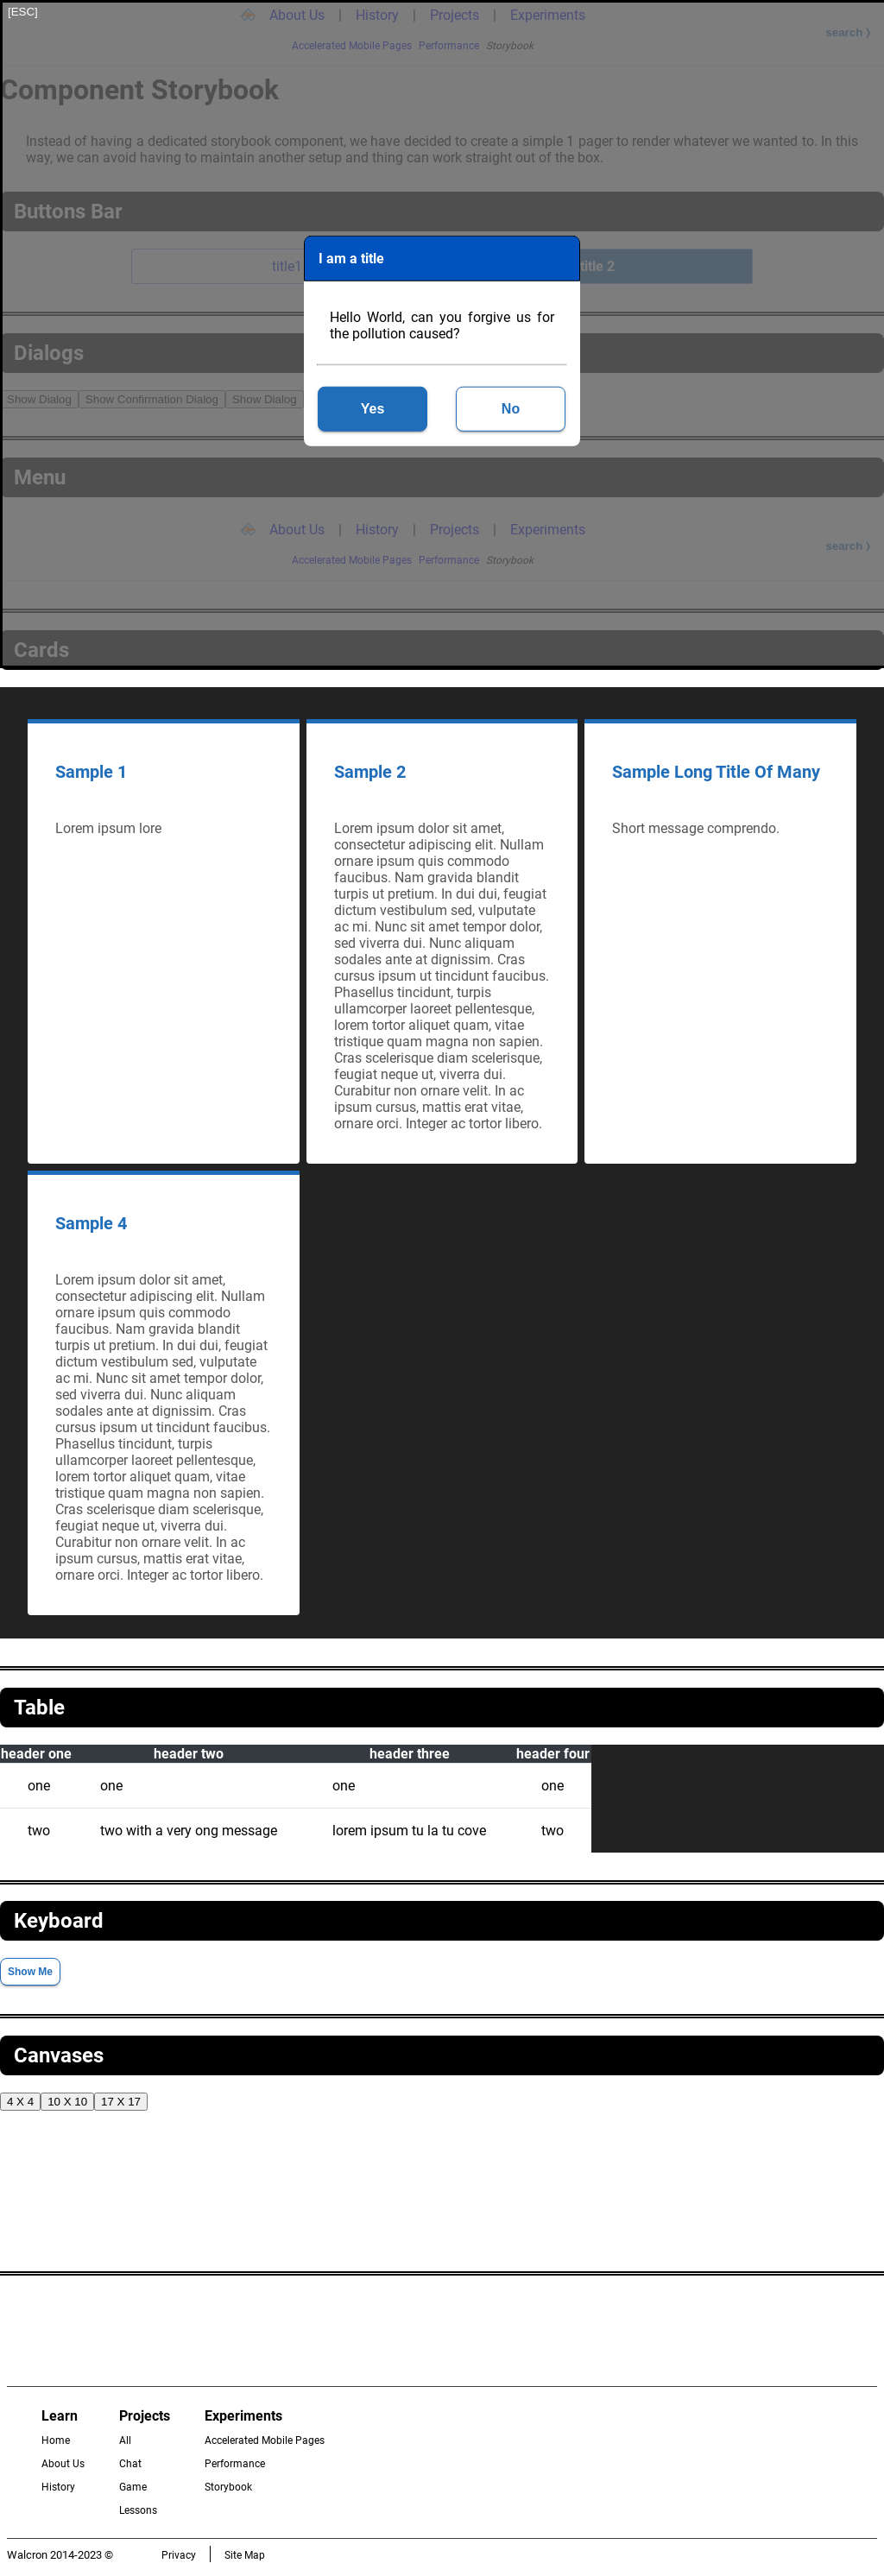 [ESC]
About Us | History | Projects | Experiments
search ⟩
Accelerated Mobile Pages Performance Storybook
Component Storybook
Instead of having a dedicated storybook component, we have decided to create a simple 1 pager to render whatever we wanted to. In this
way, we can avoid having to maintain another setup and thing can work straight out of the box.
Buttons Bar
title1
title 2
I am a title
Hello World, can you forgive us for
the pollution caused?
Yes
No
Dialogs
Show Dialog
Show Confirmation Dialog
Show Dialog
Menu
About Us | History | Projects | Experiments
search ⟩
Accelerated Mobile Pages Performance Storybook
Cards
Sample 1
Lorem ipsum lore
Sample 2
Lorem ipsum dolor sit amet,
consectetur adipiscing elit. Nullam
ornare ipsum quis commodo
faucibus. Nam gravida blandit
turpis ut pretium. In dui dui, feugiat
dictum vestibulum sed, vulputate
ac mi. Nunc sit amet tempor dolor,
sed viverra dui. Nunc aliquam
sodales ante at dignissim. Cras
cursus ipsum ut tincidunt faucibus.
Phasellus tincidunt, turpis
ullamcorper laoreet pellentesque,
lorem tortor aliquet quam, vitae
tristique quam magna non sapien.
Cras scelerisque diam scelerisque,
feugiat neque ut, viverra dui.
Curabitur non ornare velit. In ac
ipsum cursus, mattis erat vitae,
ornare orci. Integer ac tortor libero.
Sample Long Title Of Many
Short message comprendo.
Sample 4
Lorem ipsum dolor sit amet,
consectetur adipiscing elit. Nullam
ornare ipsum quis commodo
faucibus. Nam gravida blandit
turpis ut pretium. In dui dui, feugiat
dictum vestibulum sed, vulputate
ac mi. Nunc sit amet tempor dolor,
sed viverra dui. Nunc aliquam
sodales ante at dignissim. Cras
cursus ipsum ut tincidunt faucibus.
Phasellus tincidunt, turpis
ullamcorper laoreet pellentesque,
lorem tortor aliquet quam, vitae
tristique quam magna non sapien.
Cras scelerisque diam scelerisque,
feugiat neque ut, viverra dui.
Curabitur non ornare velit. In ac
ipsum cursus, mattis erat vitae,
ornare orci. Integer ac tortor libero.
Table
header one header two header three header four
one one one one
two two with a very ong message lorem ipsum tu la tu cove two
Keyboard
Show Me
Canvases
4 X 4 10 X 10 17 X 17
Learn
Home
About Us
History
Projects
All
Chat
Game
Lessons
Experiments
Accelerated Mobile Pages
Performance
Storybook
Walcron 2014-2023 © Privacy Site Map